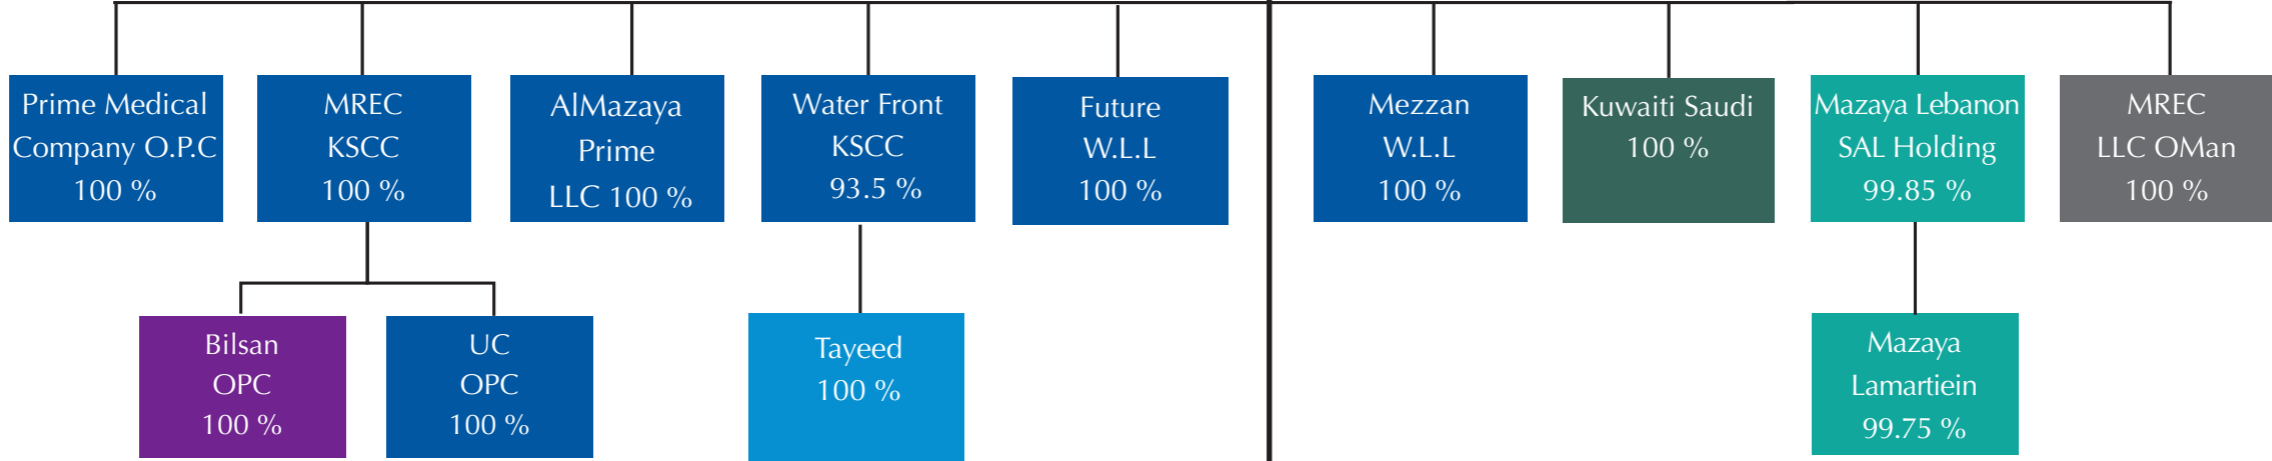 Prime Medical
Company O.P.C
100 %
MREC
KSCC
100 %
AlMazaya
Prime
LLC 100 %
Water Front
KSCC
93.5 %
Future
W.L.L
100 %
Mezzan
W.L.L
100 %
Kuwaiti Saudi
100 %
Mazaya Lebanon
SAL Holding
99.85 %
MREC
LLC OMan
100 %
Bilsan
OPC
100 %
UC
OPC
100 %
Tayeed
100 %
Mazaya
Lamartiein
99.75 %